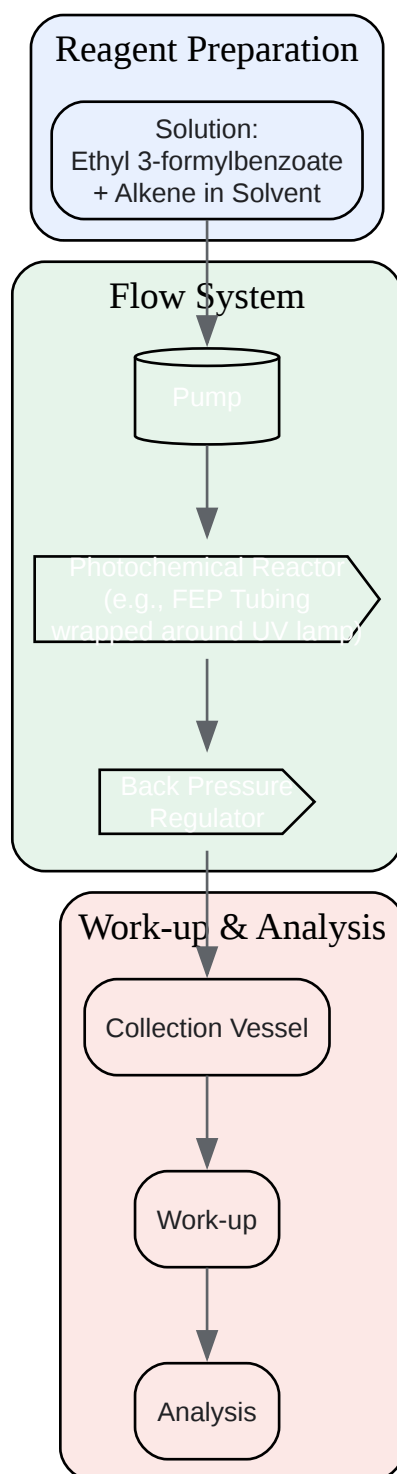 Reagent Preparation
Solution:
Ethyl 3-formylbenzoate
+ Alkene in Solvent
Flow System
Pump
Photochemical Reactor
(e.g., FEP Tubing
wrapped around UV lamp)
Back Pressure
Regulator
Work-up & Analysis
Collection Vessel
Work-up
Analysis